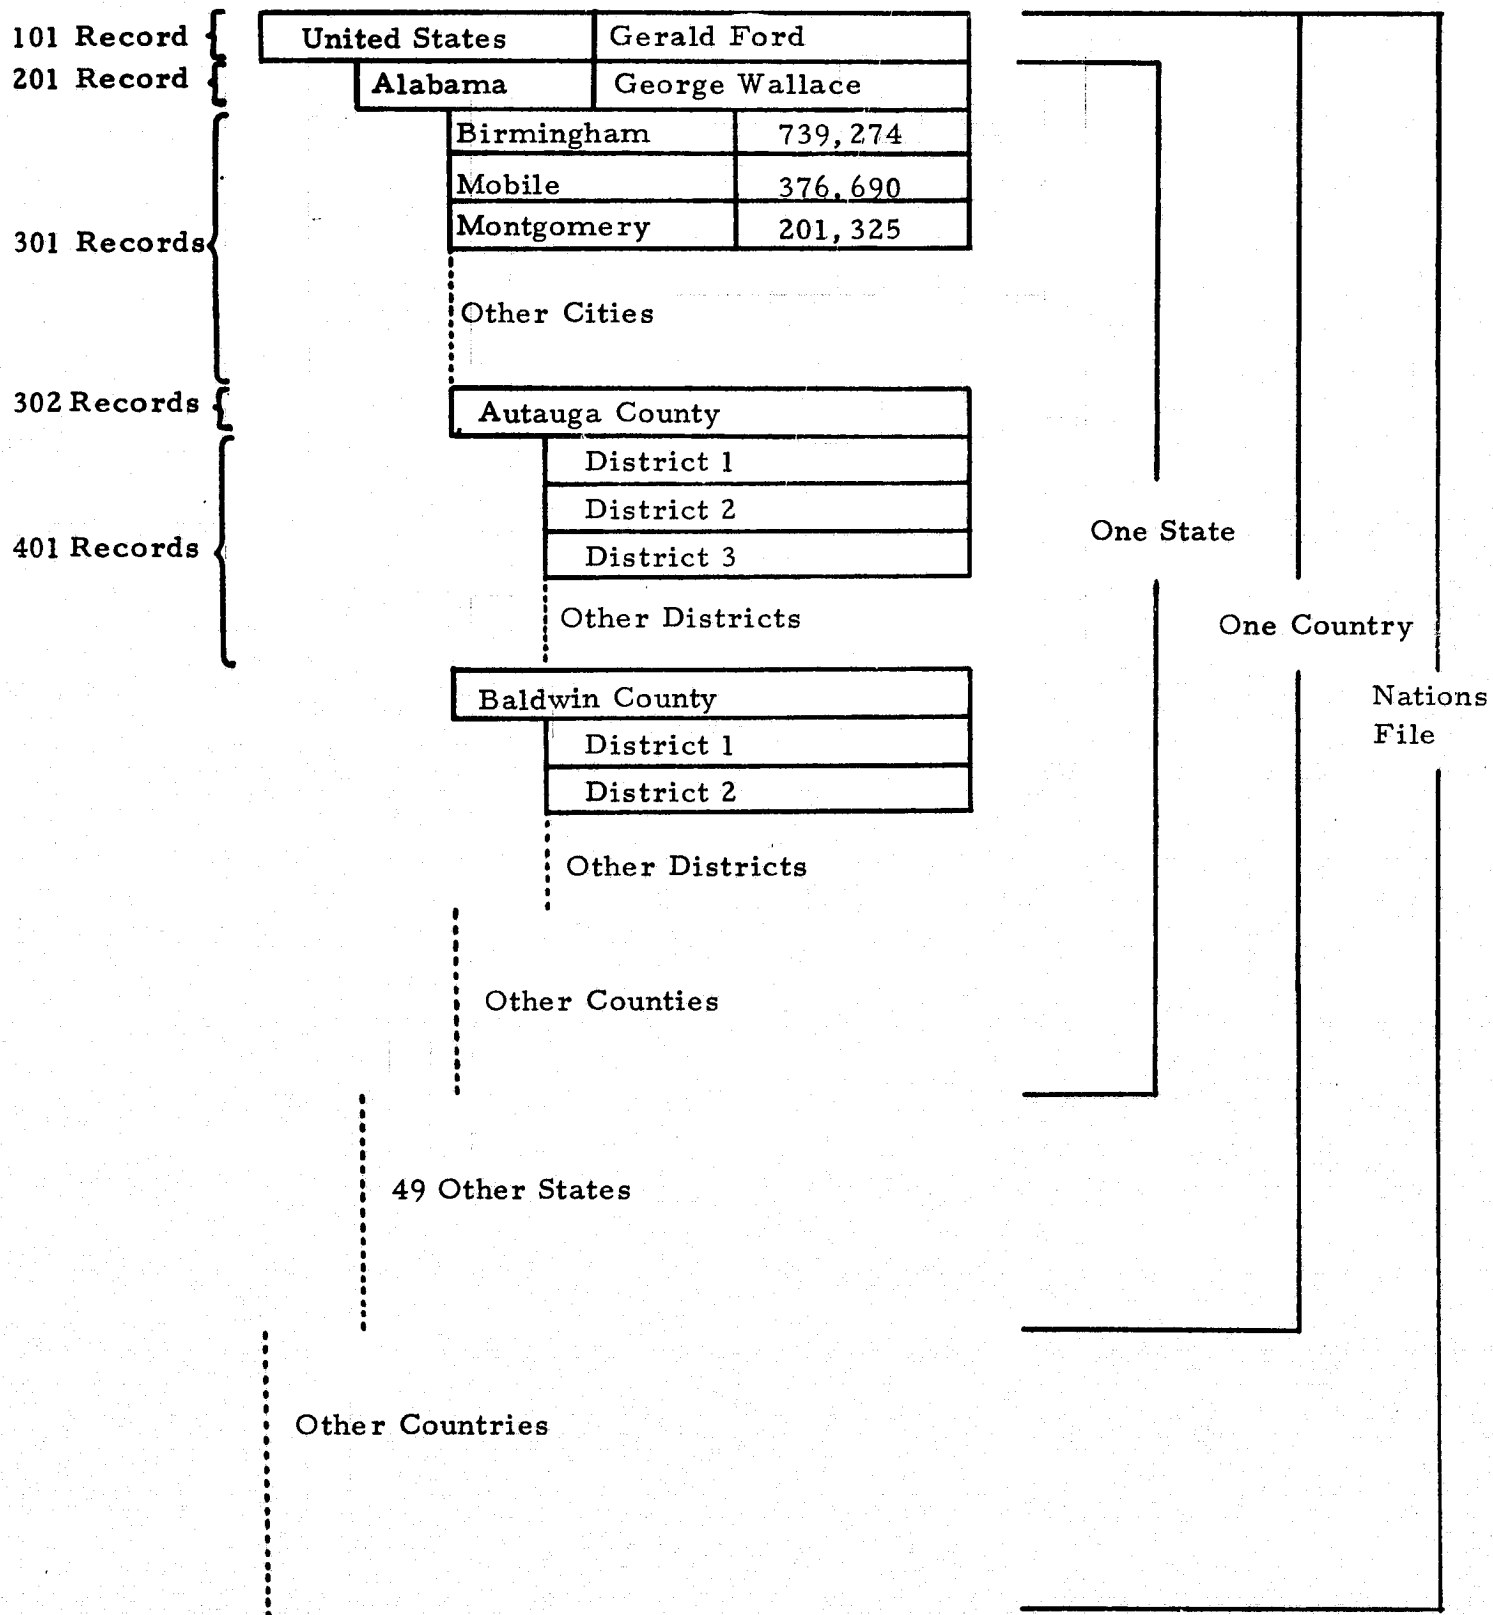 101 Record United States Gerald Ford
201 Record Alabama George Wallace
Birmingham 739,274
Mobile 376,690
Montgomery 201,325
301 Records
Other Cities
302 Records Autauga County
District 1
District 2
District 3
401 Records
One State
Other Districts
One Country
Baldwin County
Nations
File
District 1
District 2
Other Districts
Other Counties
49 Other States
Other Countries